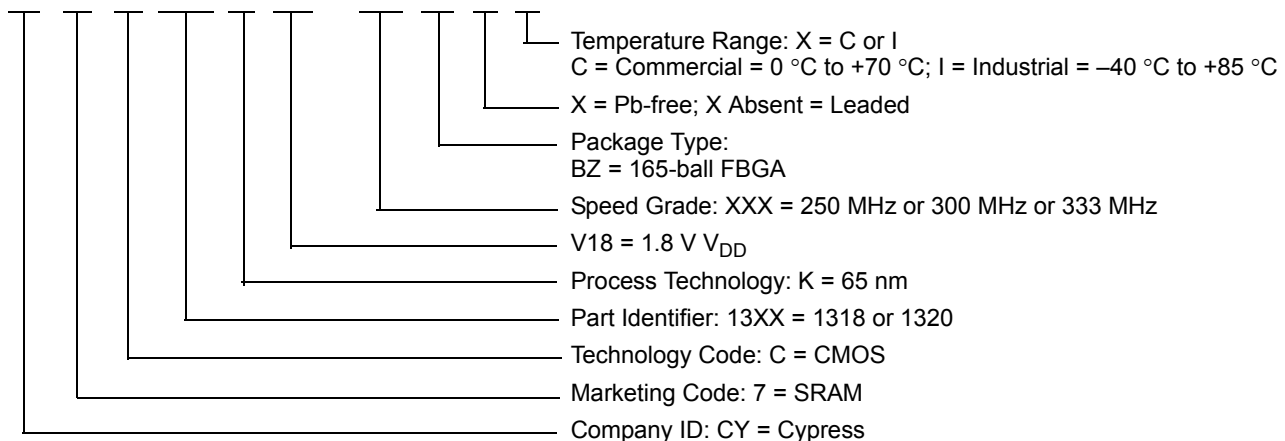 Temperature Range: X = C or I
C = Commercial = 0 °C to +70 °C; I = Industrial = –40 °C to +85 °C
X = Pb-free; X Absent = Leaded
Package Type:
BZ = 165-ball FBGA
Speed Grade: XXX = 250 MHz or 300 MHz or 333 MHz
V18 = 1.8 V VDD
Process Technology: K = 65 nm
Part Identifier: 13XX = 1318 or 1320
Technology Code: C = CMOS
Marketing Code: 7 = SRAM
Company ID: CY = Cypress